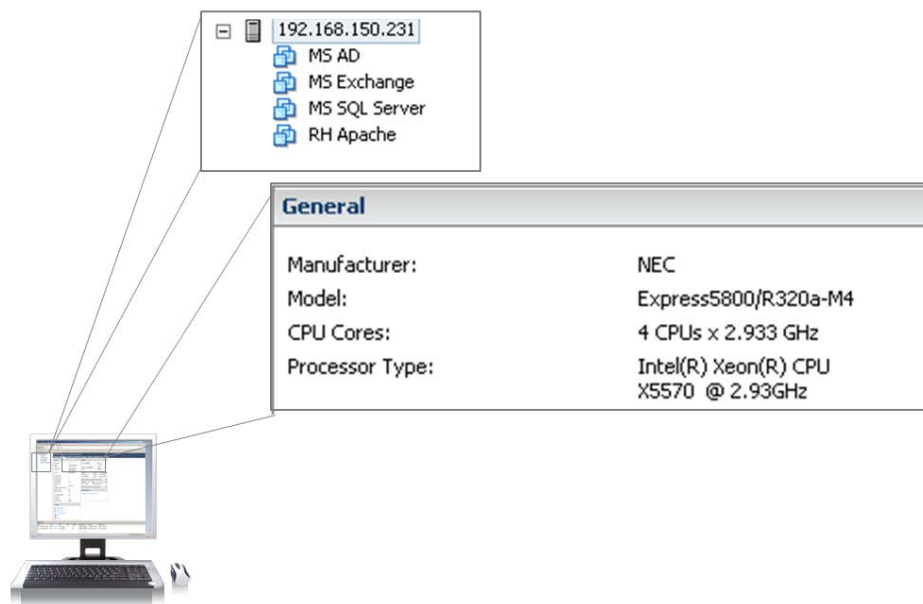 192.168.150.231
MS AD
MS Exchange
MS SQL Server
RH Apache
General
Manufacturer: NEC
Model: Express5800/R320a-M4
CPU Cores: 4 CPUs x 2.933 GHz
Processor Type: Intel(R) Xeon(R) CPU
X5570 @ 2.93GHz